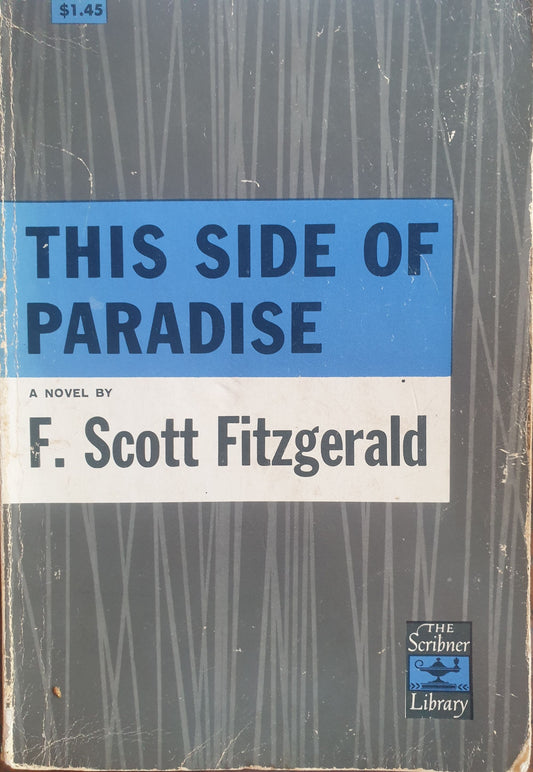 $1.45
THIS SIDE OF
PARADISE
A NOVEL BY
F. Scott Fitzgerald
THE
Scribner
Library